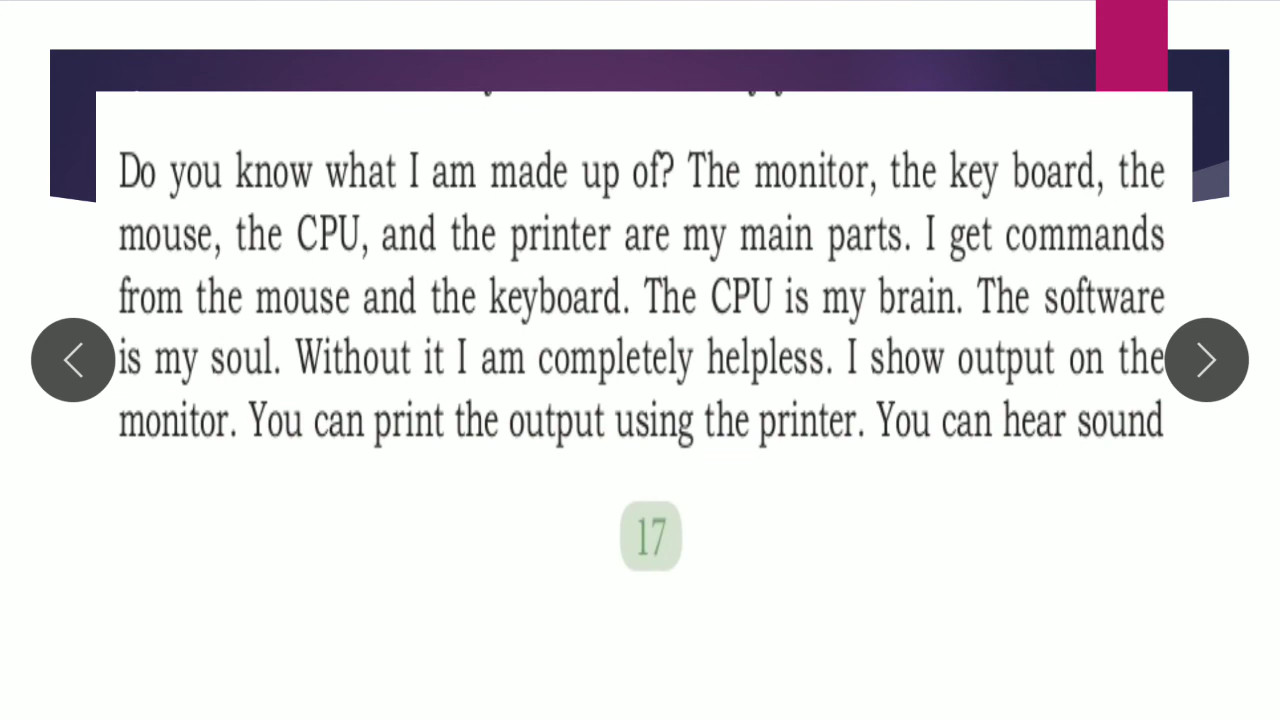 Do you know what I am made up of? The monitor, the key board, the
mouse, the CPU, and the printer are my main parts. I get commands
from the mouse and the keyboard. The CPU is my brain. The software
is my soul. Without it I am completely helpless. I show output on the
monitor. You can print the output using the printer. You can hear sound
17